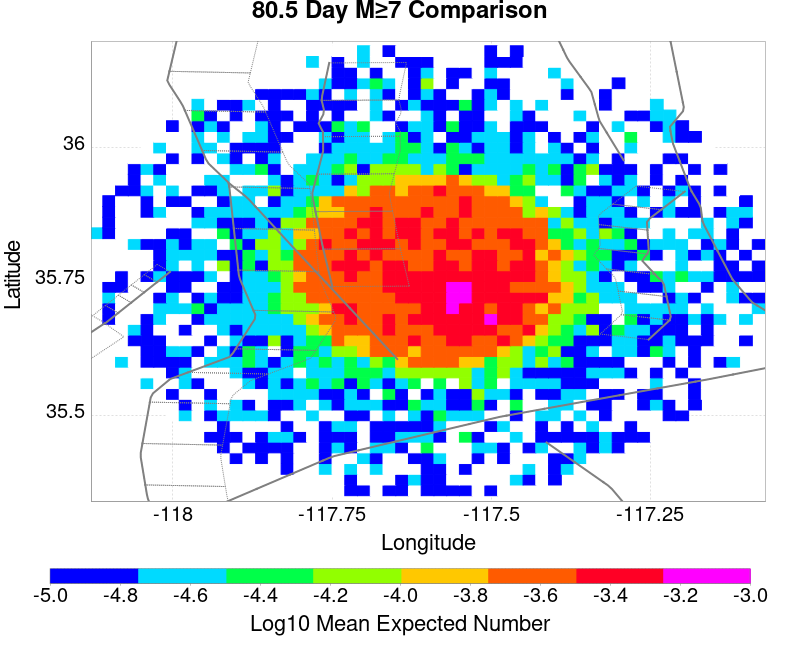 80.5 Day M≥7 Comparison
36
35.75
35.5
Latitude
-118 -117.75 -117.5 -117.25
Longitude
-5.0 -4.8 -4.6 -4.4 -4.2 -4.0 -3.8 -3.6 -3.4 -3.2 -3.0
Log10 Mean Expected Number